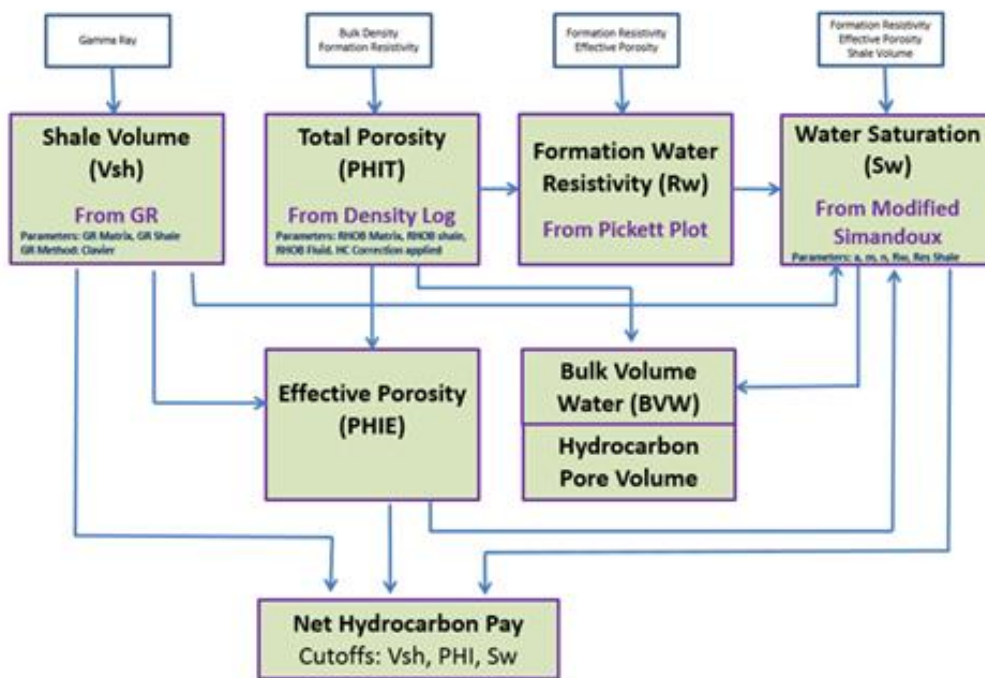 Gamma Ray
Bulk Density
Formation Resistivity
Formation Resistivity
Effective Porosity
Formation Resistivity
Effective Porosity
Shale Volume
Shale Volume
(Vsh)
From GR
Parameters: GR Matrix, GR Shale
GR Method: Clavier
Total Porosity
(PHIT)
From Density Log
Parameters: RHOB Matrix, RHOB shale,
RHOB Fluid. HC Correction applied
Formation Water
Resistivity (Rw)
From Pickett Plot
Water Saturation
(Sw)
From Modified
Simandoux
Parameters: a, m, n, Rw, Res Shale
Effective Porosity
(PHIE)
Bulk Volume
Water (BVW)
Hydrocarbon
Pore Volume
Net Hydrocarbon Pay
Cutoffs: Vsh, PHI, Sw